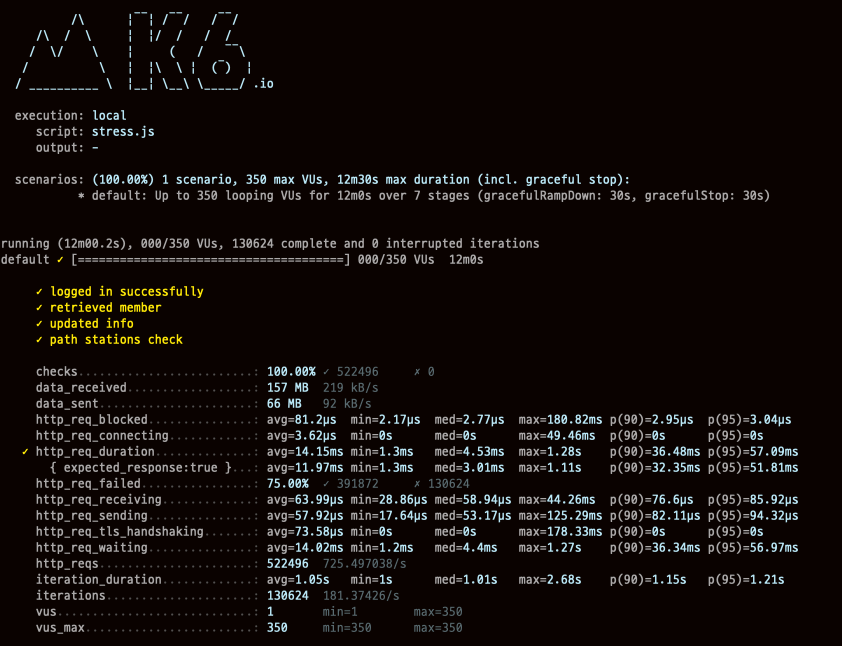 .io
execution: local
script: stress.js
output: -
scenarios: (100.00%) 1 scenario, 350 max VUs, 12m30s max duration (incl. graceful stop):
* default: Up to 350 looping VUs for 12m0s over 7 stages (gracefulRampDown: 30s, gracefulStop: 30s)
running (12m00.2s), 000/350 VUs, 130624 complete and 0 interrupted iterations
default ✓ [======================================] 000/350 VUs  12m0s
✓ logged in successfully
✓ retrieved member
✓ updated info
✓ path stations check
checks.........................: 100.00% ✓ 522496     ✗ 0
data_received..................: 157 MB  219 kB/s
data_sent......................: 66 MB   92 kB/s
http_req_blocked...............: avg=81.2µs  min=2.17µs  med=2.77µs  max=180.82ms p(90)=2.95µs  p(95)=3.04µs
http_req_connecting............: avg=3.62µs  min=0s      med=0s      max=49.46ms  p(90)=0s      p(95)=0s
✓ http_req_duration..............: avg=14.15ms min=1.3ms   med=4.53ms  max=1.28s    p(90)=36.48ms p(95)=57.09ms
{ expected_response:true }...: avg=11.97ms min=1.3ms   med=3.01ms  max=1.11s    p(90)=32.35ms p(95)=51.81ms
http_req_failed................: 75.00%  ✓ 391872     ✗ 130624
http_req_receiving.............: avg=63.99µs min=28.86µs med=58.94µs max=44.26ms  p(90)=76.6µs  p(95)=85.92µs
http_req_sending...............: avg=57.92µs min=17.64µs med=53.17µs max=125.29ms p(90)=82.11µs p(95)=94.32µs
http_req_tls_handshaking.......: avg=73.58µs min=0s      med=0s      max=178.33ms p(90)=0s      p(95)=0s
http_req_waiting...............: avg=14.02ms min=1.2ms   med=4.4ms   max=1.27s    p(90)=36.34ms p(95)=56.97ms
http_reqs......................: 522496  725.497038/s
iteration_duration.............: avg=1.05s   min=1s      med=1.01s   max=2.68s    p(90)=1.15s   p(95)=1.21s
iterations.....................: 130624  181.37426/s
vus............................: 1       min=1        max=350
vus_max........................: 350     min=350      max=350